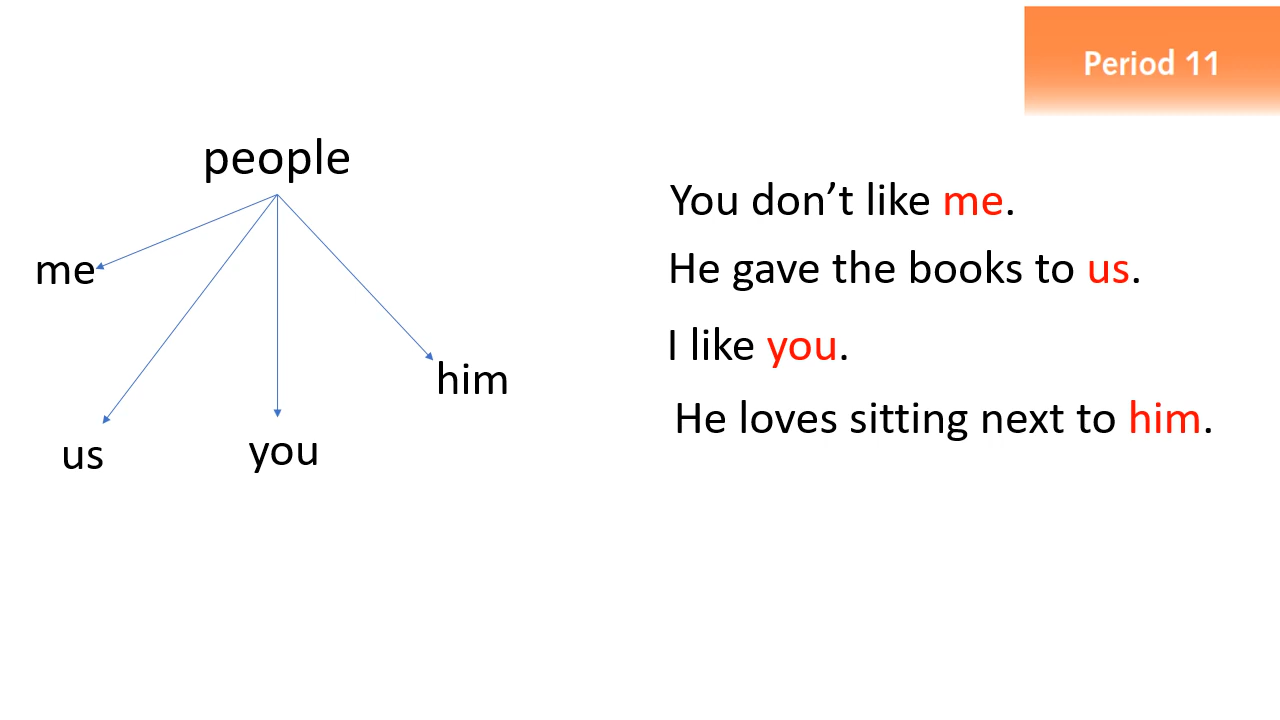 Period 11
people
me
us
you
him
You don’t like me.
He gave the books to us.
I like you.
He loves sitting next to him.